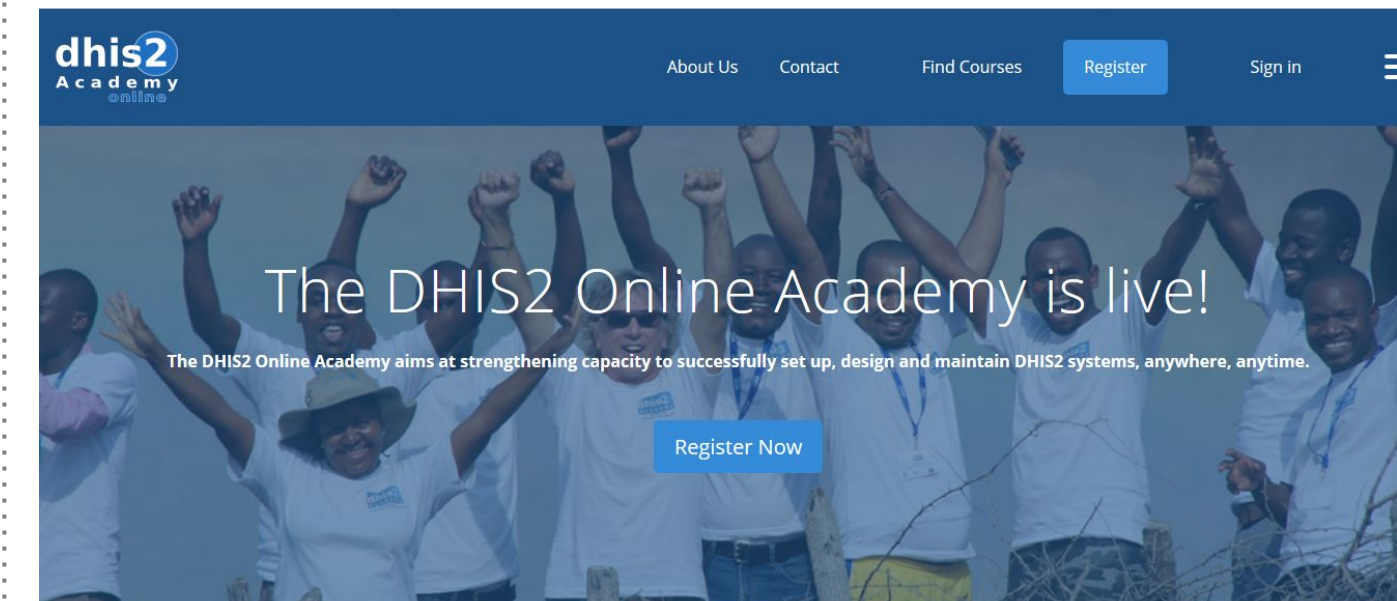 dhis2
Academy
online
About Us Contact Find Courses Register Sign in
The DHIS2 Online Academy is live!
The DHIS2 Online Academy aims at strengthening capacity to successfully set up, design and maintain DHIS2 systems, anywhere, anytime.
Register Now